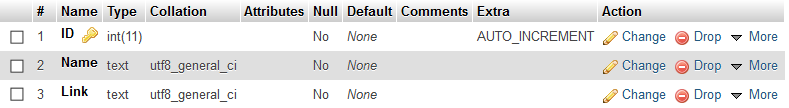 # Name Type Collation Attributes Null Default Comments Extra Action
1 ID int(11) No None AUTO_INCREMENT Change Drop More
2 Name text utf8_general_ci No None Change Drop More
3 Link text utf8_general_ci No None Change Drop More